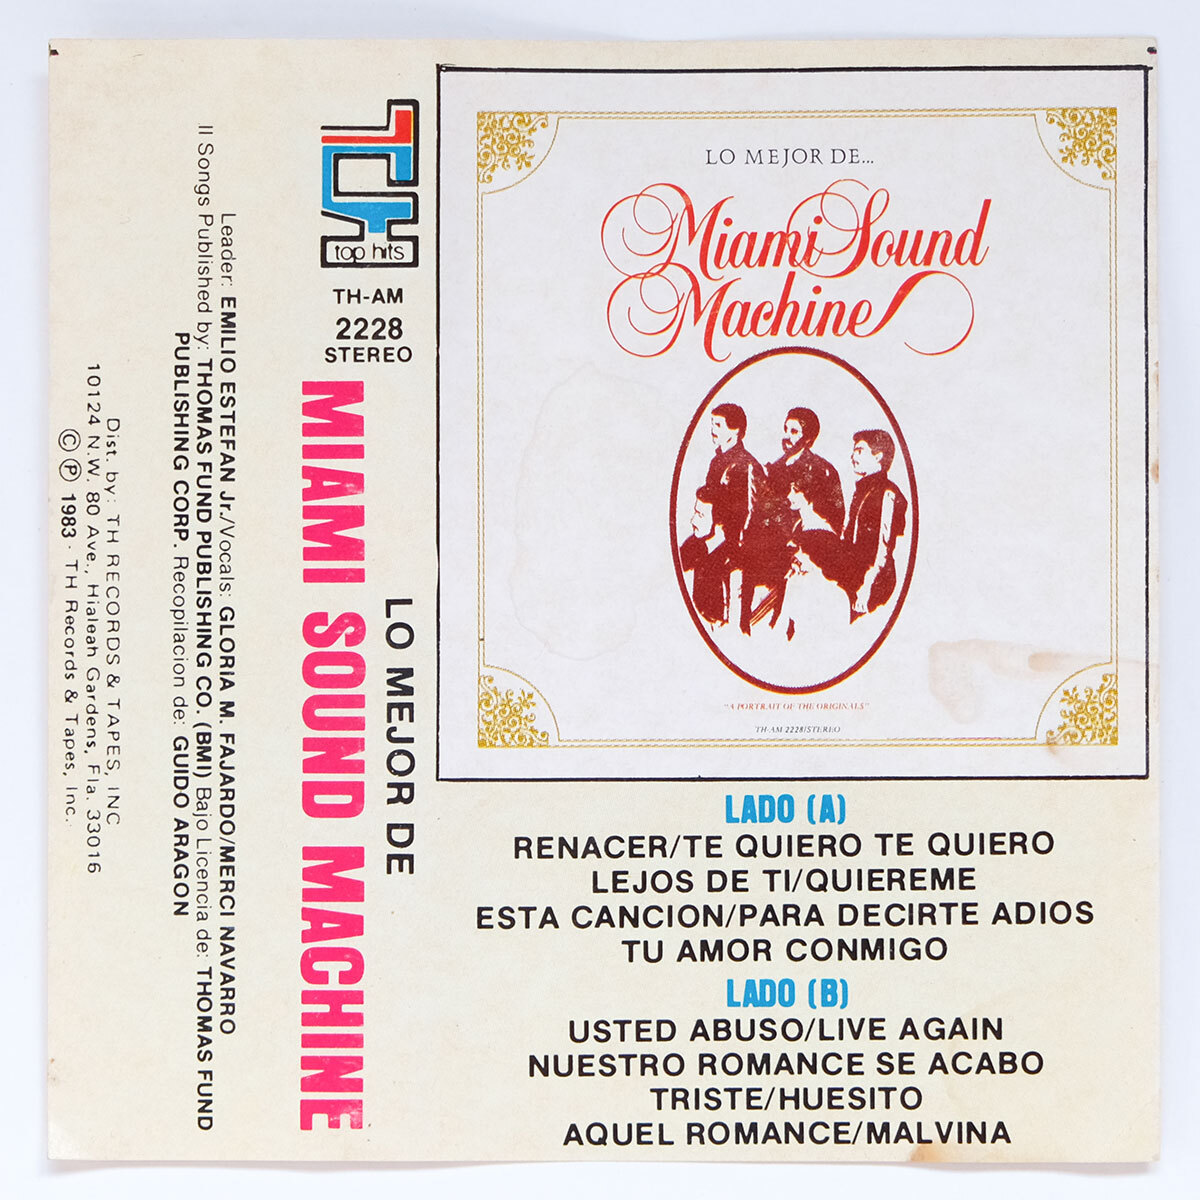 LO MEJOR DE...
Miami Sound
Machine
"A PORTRAIT OF THE ORIGINALS"
TH-AM 2228/STEREO
LADO (A)
RENACER/TE QUIERO TE QUIERO
LEJOS DE TI/QUIEREME
ESTA CANCION/PARA DECIRTE ADIOS
TU AMOR CONMIGO
LADO (B)
USTED ABUSO/LIVE AGAIN
NUESTRO ROMANCE SE ACABO
TRISTE/HUESITO
AQUEL ROMANCE/MALVINA
top hits
TH-AM
2228
STEREO
LO MEJOR DE
MIAMI SOUND MACHINE
Leader: EMILIO ESTEFAN Jr./Vocals: GLORIA M. FAJARDO/MERCI NAVARRO
II Songs Published by: THOMAS FUND PUBLISHING CO. (BMI) Bajo Licencia de: THOMAS FUND
PUBLISHING CORP. Recopilacion de: GUIDO ARAGON
Dist. by: TH RECORDS & TAPES, INC
10124 N.W. 80 Ave., Hialeah Gardens, Fla. 33016
© ℗ 1983 · TH Records & Tapes, Inc.